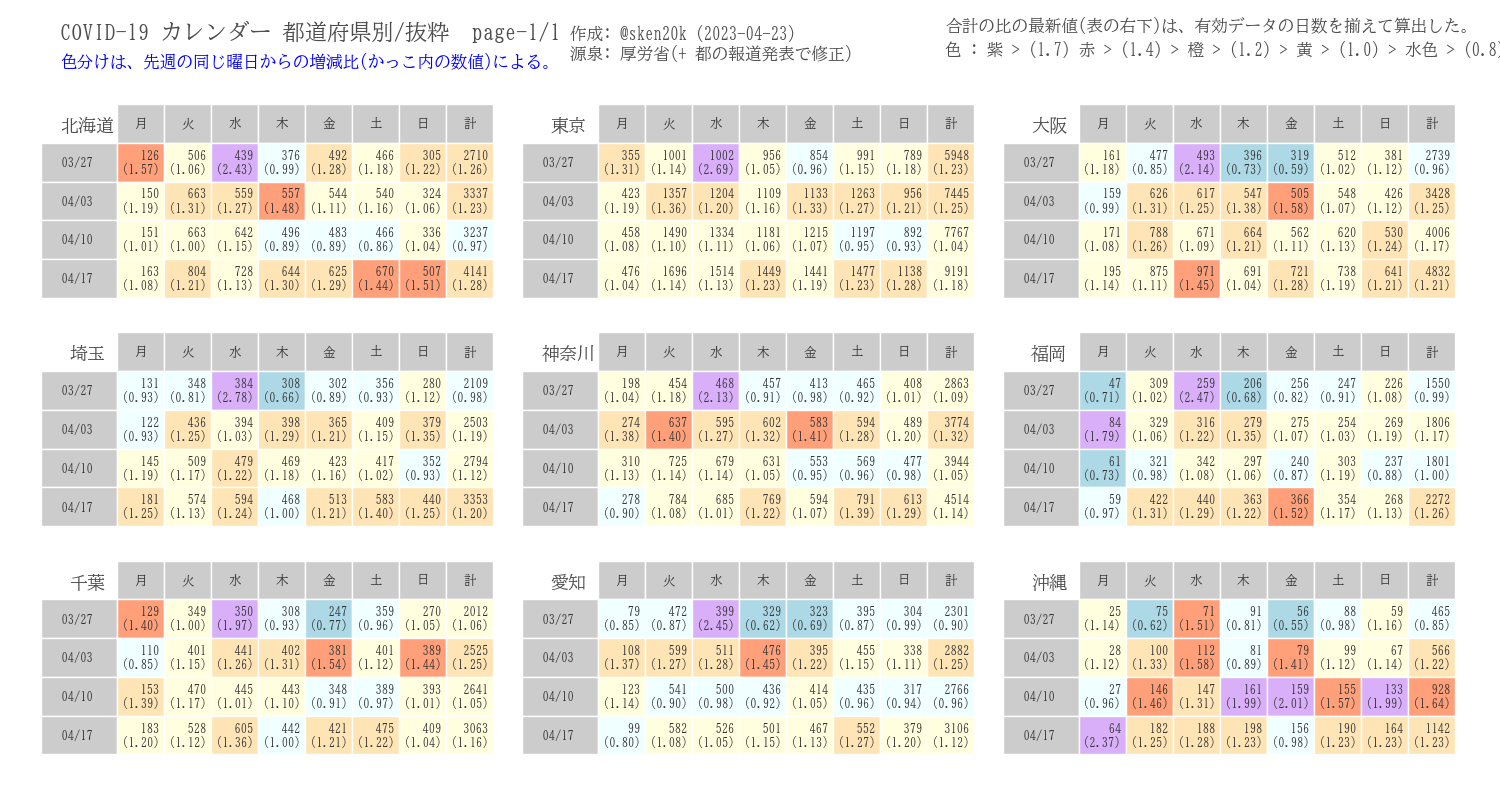 COVID-19 カレンダー 都道府県別/抜粋 page-1/1
作成: @sken20k (2023-04-23)
源泉: 厚労省(+ 都の報道発表で修正)
色分けは、先週の同じ曜日からの増減比(かっこ内の数値)による。
合計の比の最新値(表の右下)は、有効データの日数を揃えて算出した。
色 : 紫 > (1.7) 赤 > (1.4) > 橙 > (1.2) > 黄 > (1.0) > 水色 > (0.8)
北海道 月 火 水 木 金 土 日 計
03/27 126 506 439 376 492 466 305 2710
(1.57) (1.06) (2.43) (0.99) (1.28) (1.18) (1.22) (1.26)
04/03 150 663 559 557 544 540 324 3337
(1.19) (1.31) (1.27) (1.48) (1.11) (1.16) (1.06) (1.23)
04/10 151 663 642 496 483 466 336 3237
(1.01) (1.00) (1.15) (0.89) (0.89) (0.86) (1.04) (0.97)
04/17 163 804 728 644 625 670 507 4141
(1.08) (1.21) (1.13) (1.30) (1.29) (1.44) (1.51) (1.28)
東京 月 火 水 木 金 土 日 計
03/27 355 1001 1002 956 854 991 789 5948
(1.31) (1.14) (2.69) (1.05) (0.96) (1.15) (1.18) (1.23)
04/03 423 1357 1204 1109 1133 1263 956 7445
(1.19) (1.36) (1.20) (1.16) (1.33) (1.27) (1.21) (1.25)
04/10 458 1490 1334 1181 1215 1197 892 7767
(1.08) (1.10) (1.11) (1.06) (1.07) (0.95) (0.93) (1.04)
04/17 476 1696 1514 1449 1441 1477 1138 9191
(1.04) (1.14) (1.13) (1.23) (1.19) (1.23) (1.28) (1.18)
大阪 月 火 水 木 金 土 日 計
03/27 161 477 493 396 319 512 381 2739
(1.18) (0.85) (2.14) (0.73) (0.59) (1.02) (1.12) (0.96)
04/03 159 626 617 547 505 548 426 3428
(0.99) (1.31) (1.25) (1.38) (1.58) (1.07) (1.12) (1.25)
04/10 171 788 671 664 562 620 530 4006
(1.08) (1.26) (1.09) (1.21) (1.11) (1.13) (1.24) (1.17)
04/17 195 875 971 691 721 738 641 4832
(1.14) (1.11) (1.45) (1.04) (1.28) (1.19) (1.21) (1.21)
埼玉 月 火 水 木 金 土 日 計
03/27 131 348 384 308 302 356 280 2109
(0.93) (0.81) (2.78) (0.66) (0.89) (0.93) (1.12) (0.98)
04/03 122 436 394 398 365 409 379 2503
(0.93) (1.25) (1.03) (1.29) (1.21) (1.15) (1.35) (1.19)
04/10 145 509 479 469 423 417 352 2794
(1.19) (1.17) (1.22) (1.18) (1.16) (1.02) (0.93) (1.12)
04/17 181 574 594 468 513 583 440 3353
(1.25) (1.13) (1.24) (1.00) (1.21) (1.40) (1.25) (1.20)
神奈川 月 火 水 木 金 土 日 計
03/27 198 454 468 457 413 465 408 2863
(1.04) (1.18) (2.13) (0.91) (0.98) (0.92) (1.01) (1.09)
04/03 274 637 595 602 583 594 489 3774
(1.38) (1.40) (1.27) (1.32) (1.41) (1.28) (1.20) (1.32)
04/10 310 725 679 631 553 569 477 3944
(1.13) (1.14) (1.14) (1.05) (0.95) (0.96) (0.98) (1.05)
04/17 278 784 685 769 594 791 613 4514
(0.90) (1.08) (1.01) (1.22) (1.07) (1.39) (1.29) (1.14)
福岡 月 火 水 木 金 土 日 計
03/27 47 309 259 206 256 247 226 1550
(0.71) (1.02) (2.47) (0.68) (0.82) (0.91) (1.08) (0.99)
04/03 84 329 316 279 275 254 269 1806
(1.79) (1.06) (1.22) (1.35) (1.07) (1.03) (1.19) (1.17)
04/10 61 321 342 297 240 303 237 1801
(0.73) (0.98) (1.08) (1.06) (0.87) (1.19) (0.88) (1.00)
04/17 59 422 440 363 366 354 268 2272
(0.97) (1.31) (1.29) (1.22) (1.52) (1.17) (1.13) (1.26)
千葉 月 火 水 木 金 土 日 計
03/27 129 349 350 308 247 359 270 2012
(1.40) (1.00) (1.97) (0.93) (0.77) (0.96) (1.05) (1.06)
04/03 110 401 441 402 381 401 389 2525
(0.85) (1.15) (1.26) (1.31) (1.54) (1.12) (1.44) (1.25)
04/10 153 470 445 443 348 389 393 2641
(1.39) (1.17) (1.01) (1.10) (0.91) (0.97) (1.01) (1.05)
04/17 183 528 605 442 421 475 409 3063
(1.20) (1.12) (1.36) (1.00) (1.21) (1.22) (1.04) (1.16)
愛知 月 火 水 木 金 土 日 計
03/27 79 472 399 329 323 395 304 2301
(0.85) (0.87) (2.45) (0.62) (0.69) (0.87) (0.99) (0.90)
04/03 108 599 511 476 395 455 338 2882
(1.37) (1.27) (1.28) (1.45) (1.22) (1.15) (1.11) (1.25)
04/10 123 541 500 436 414 435 317 2766
(1.14) (0.90) (0.98) (0.92) (1.05) (0.96) (0.94) (0.96)
04/17 99 582 526 501 467 552 379 3106
(0.80) (1.08) (1.05) (1.15) (1.13) (1.27) (1.20) (1.12)
沖縄 月 火 水 木 金 土 日 計
03/27 25 75 71 91 56 88 59 465
(1.14) (0.62) (1.51) (0.81) (0.55) (0.98) (1.16) (0.85)
04/03 28 100 112 81 79 99 67 566
(1.12) (1.33) (1.58) (0.89) (1.41) (1.12) (1.14) (1.22)
04/10 27 146 147 161 159 155 133 928
(0.96) (1.46) (1.31) (1.99) (2.01) (1.57) (1.99) (1.64)
04/17 64 182 188 198 156 190 164 1142
(2.37) (1.25) (1.28) (1.23) (0.98) (1.23) (1.23) (1.23)